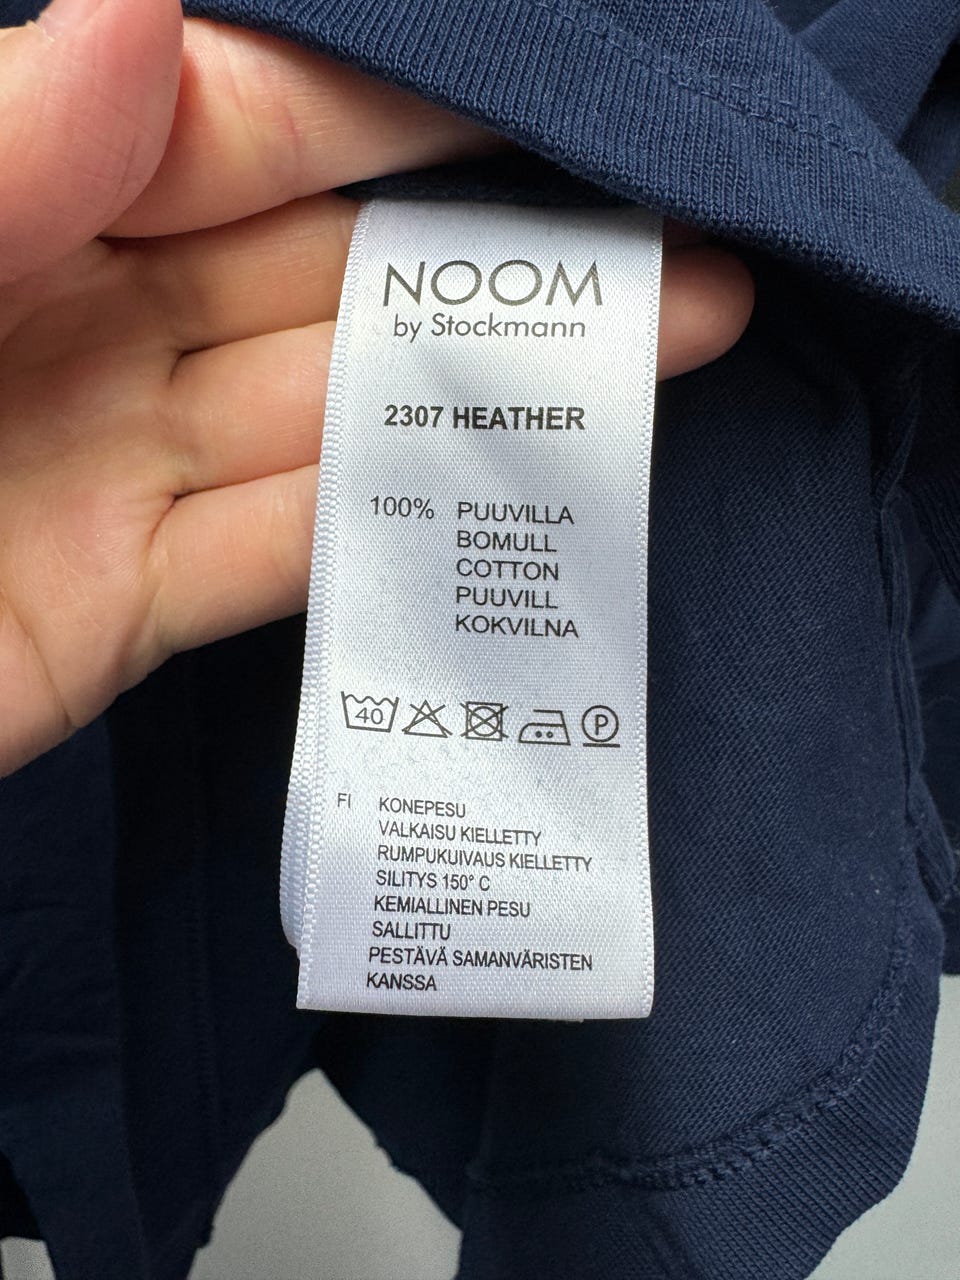 NOOM
by Stockmann
2307 HEATHER
100% PUUVILLA
BOMULL
COTTON
PUUVILL
KOKVILNA
40
P
FI KONEPESU
VALKAISU KIELLETTY
RUMPUKUIVAUS KIELLETTY
SILITYS 150° C
KEMIALLINEN PESU
SALLITTU
PESTÄVÄ SAMANVÄRISTEN
KANSSA